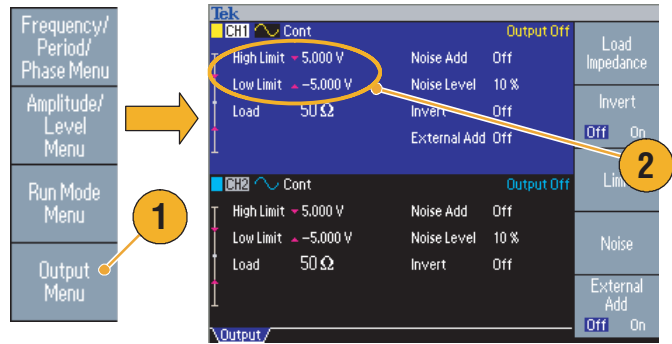 Frequency/
Period/
Phase Menu
Amplitude/
Level
Menu
Run Mode
Menu
Output
Menu
1
Tek
CH1 Cont Output Off
High Limit 5.000 V Noise Add Off
Low Limit -5.000 V Noise Level 10 %
Load 50 Ω Invert Off
External Add Off
CH2 Cont Output Off
High Limit 5.000 V Noise Add Off
Low Limit -5.000 V Noise Level 10 %
Load 50 Ω Invert Off
Output
Load
Impedance
Invert
Off On
2
Noise
External
Add
Off On